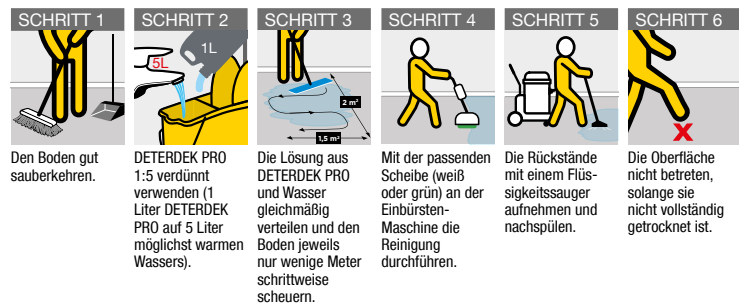 SCHRITT 1
Den Boden gut
sauberkehren.
SCHRITT 2
5L
1L
DETERDEK PRO
1:5 verdünnt
verwenden (1
Liter DETERDEK
PRO auf 5 Liter
möglichst warmen
Wassers).
SCHRITT 3
2 m²
1,5 m²
Die Lösung aus
DETERDEK PRO
und Wasser
gleichmäßig
verteilen und den
Boden jeweils
nur wenige Meter
schrittweise
scheuern.
SCHRITT 4
Mit der passenden
Scheibe (weiß
oder grün) an der
Einbürsten-
Maschine die
Reinigung
durchführen.
SCHRITT 5
Die Rückstände
mit einem Flüs-
sigkeitssauger
aufnehmen und
nachspülen.
SCHRITT 6
X
Die Oberfläche
nicht betreten,
solange sie
nicht vollständig
getrocknet ist.